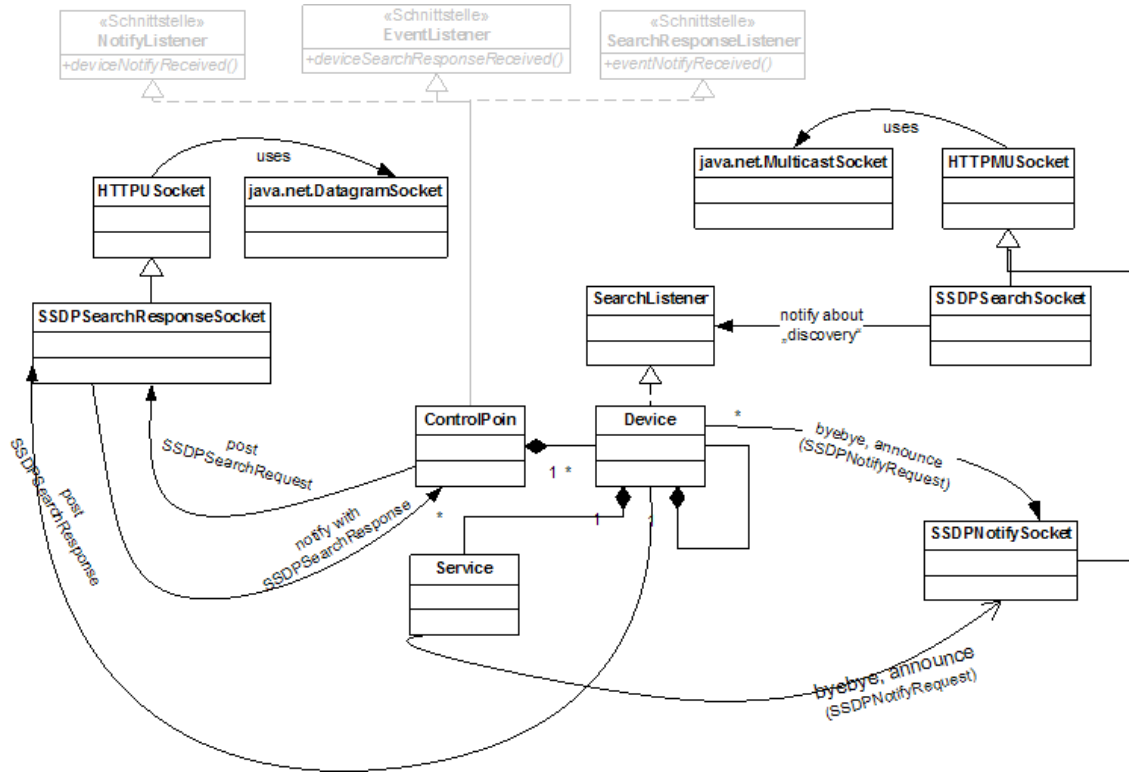 «Schnittstelle»
NotifyListener
+deviceNotifyReceived()
«Schnittstelle»
EventListener
+deviceSearchResponseReceived()
«Schnittstelle»
SearchResponseListener
+eventNotifyReceived()
uses
HTTPUSocket
java.net.DatagramSocket
uses
java.net.MulticastSocket
HTTPMUSocket
SSDPSearchResponseSocket
SearchListener
notify about
„discovery“
SSDPSearchSocket
post
SSDPSearchRequest
ControlPoin
1
*
Device
*
byebye, announce
(SSDPNotifyRequest)
post
SSDPSearchResponse
notify with
SSDPSearchResponse
*
1
1
Service
SSDPNotifySocket
byebye, announce
(SSDPNotifyRequest)